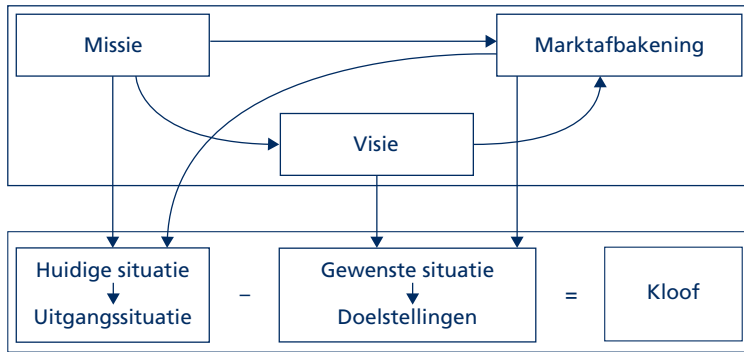 Missie
Marktafbakening
Visie
Huidige situatie
Uitgangssituatie
–
Gewenste situatie
Doelstellingen
=
Kloof